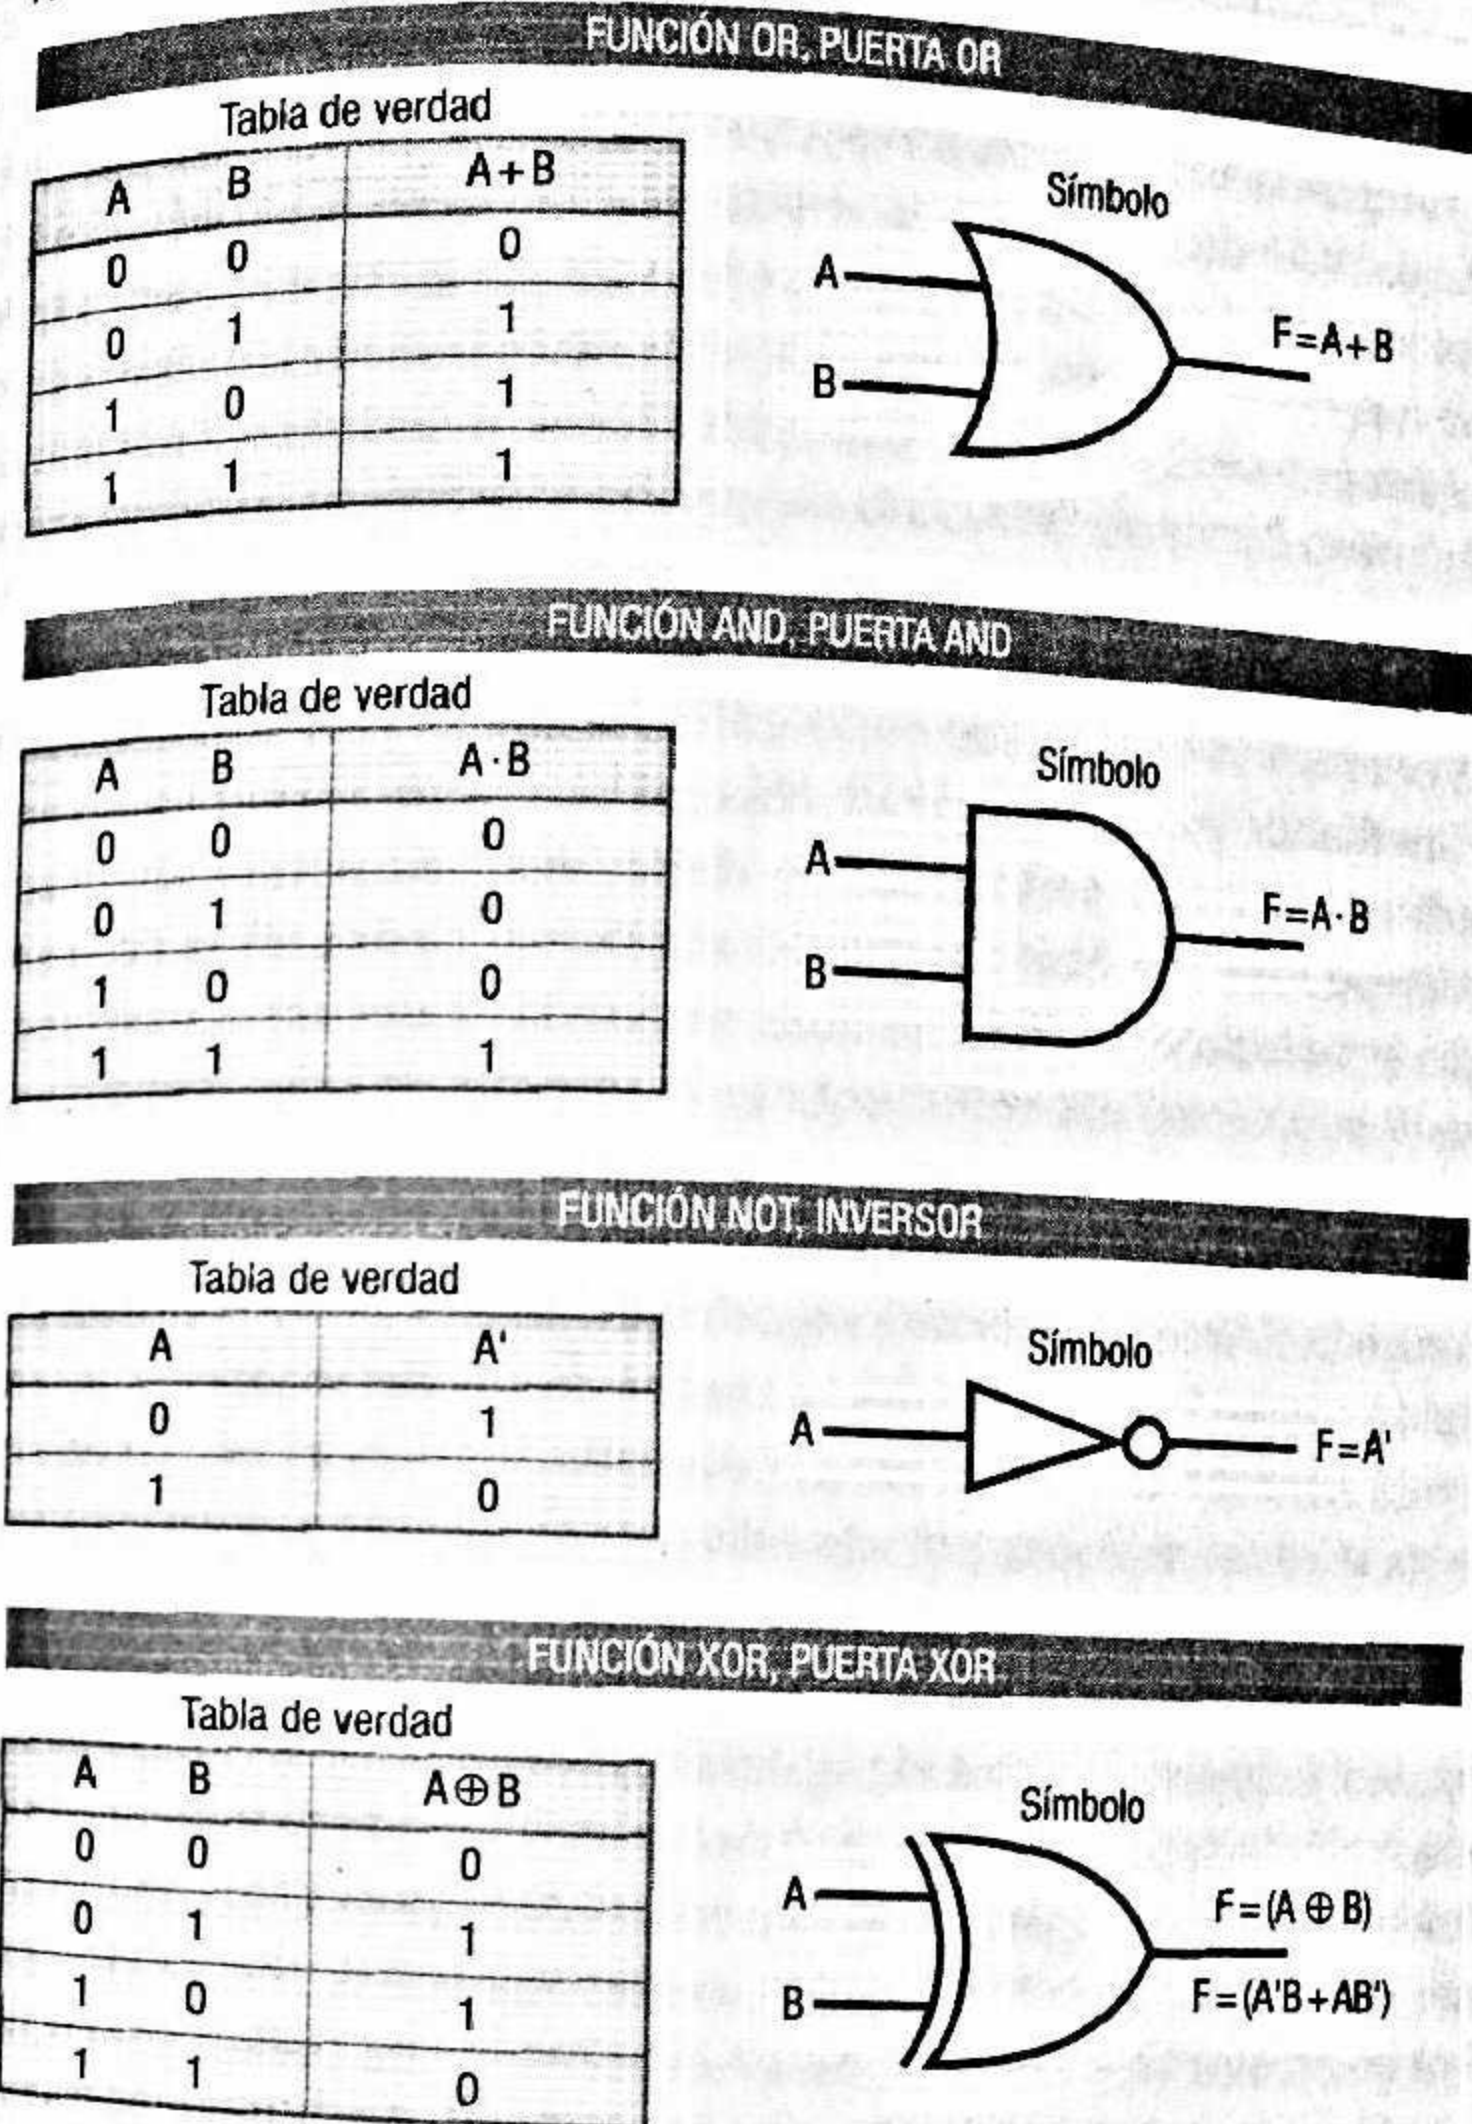 FUNCIÓN OR, PUERTA OR
Tabla de verdad
A B A+B
0 0 0
0 1 1
1 0 1
1 1 1
Símbolo
A
B
F=A+B
FUNCIÓN AND, PUERTA AND
Tabla de verdad
A B A·B
0 0 0
0 1 0
1 0 0
1 1 1
Símbolo
A
B
F=A·B
FUNCIÓN NOT, INVERSOR
Tabla de verdad
A A'
0 1
1 0
Símbolo
A
F=A'
FUNCIÓN XOR, PUERTA XOR
Tabla de verdad
A B A⊕B
0 0 0
0 1 1
1 0 1
1 1 0
Símbolo
A
B
F=(A⊕B)
F=(A'B+AB')